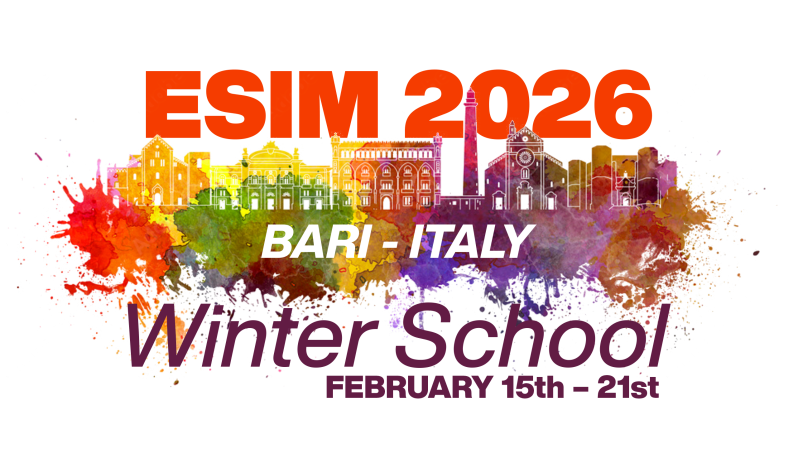 ESIM 2026
BARI - ITALY
Winter School
FEBRUARY 15th – 21st